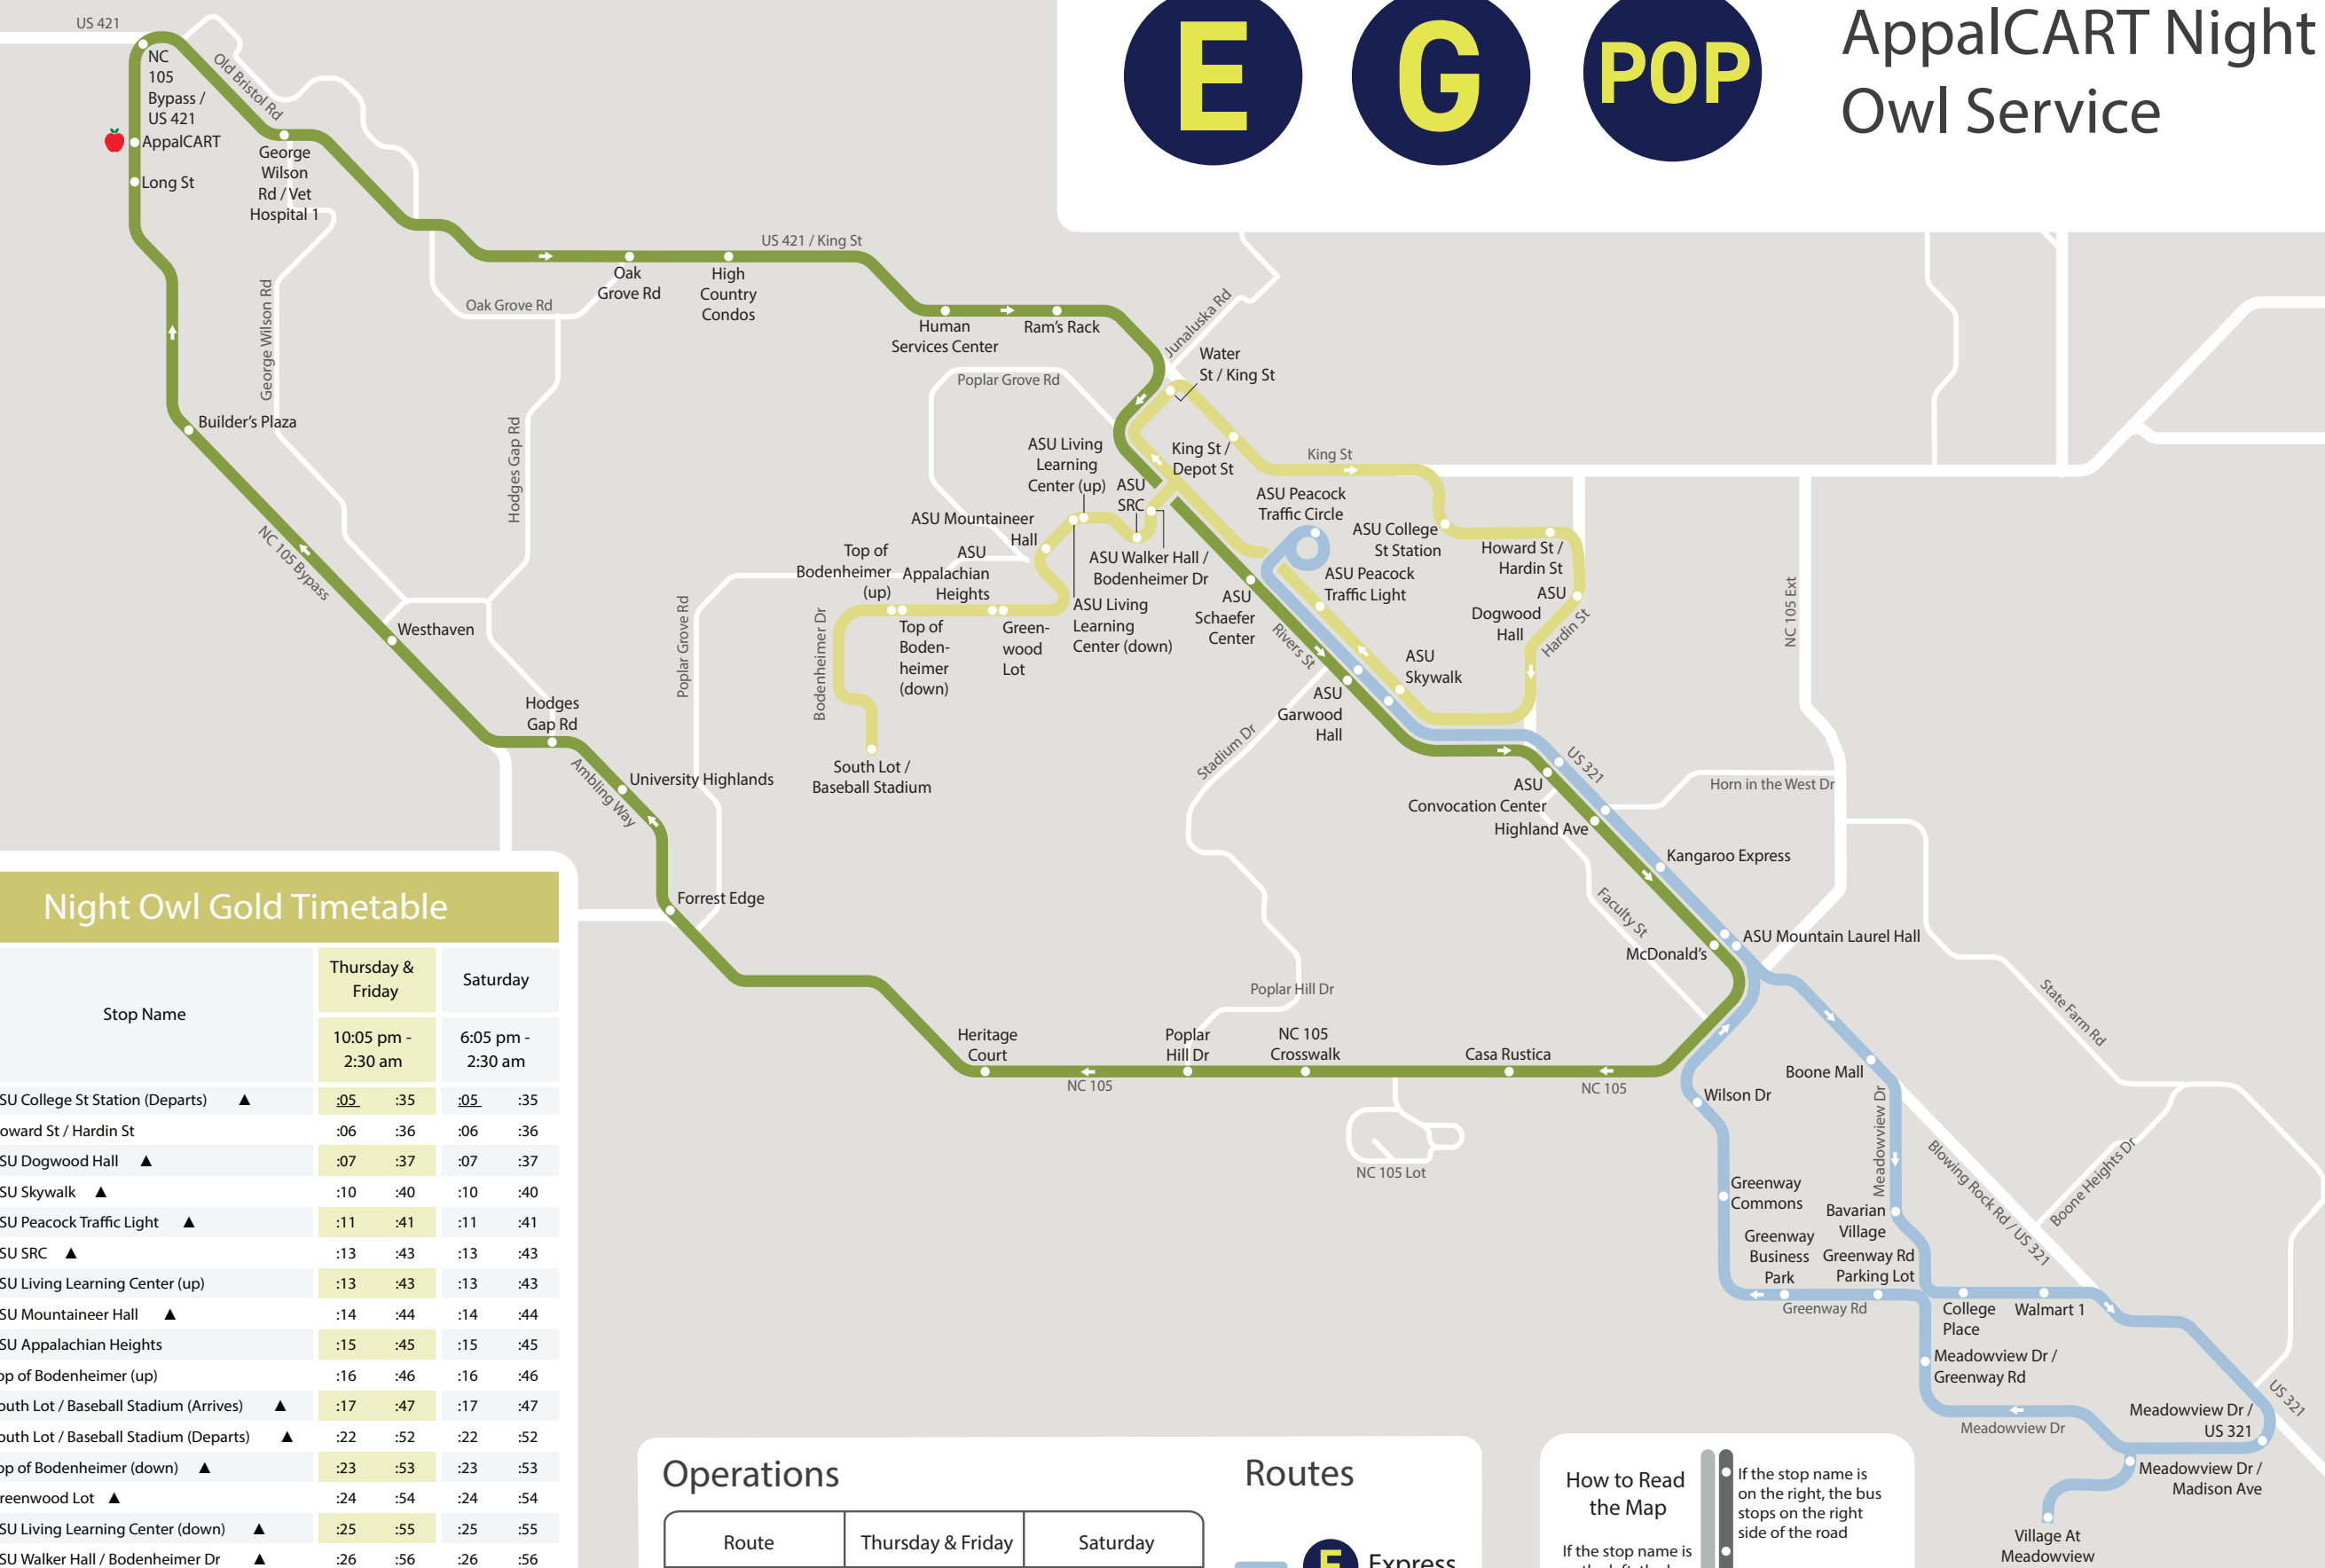 E
G
POP
AppalCART Night
Owl Service
US 421
NC
105
Bypass /
US 421
AppalCART
Long St
Old Bristol Rd
George
Wilson
Rd / Vet
Hospital 1
George Wilson Rd
Oak Grove Rd
Oak
Grove Rd
High
Country
Condos
US 421 / King St
Human
Services Center
Ram's Rack
Junaluska Rd
Water
St / King St
Poplar Grove Rd
Builder's Plaza
Hodges Gap Rd
NC 105 Bypass
Westhaven
Hodges
Gap Rd
Ambling Way
University Highlands
Forrest Edge
Poplar Grove Rd
Bodenheimer Dr
South Lot /
Baseball Stadium
Top of
Bodenheimer
(up)
Top of
Boden-
heimer
(down)
ASU
Appalachian
Heights
Green-
wood
Lot
ASU Mountaineer
Hall
ASU Living
Learning
Center (up)
ASU Living
Learning
Center (down)
ASU
SRC
ASU Walker Hall /
Bodenheimer Dr
King St /
Depot St
King St
ASU Peacock
Traffic Circle
ASU College
St Station
Howard St /
Hardin St
ASU Peacock
Traffic Light
ASU
Dogwood
Hall
Hardin St
ASU
Schaefer
Center
Rivers St
ASU
Skywalk
ASU
Garwood
Hall
Stadium Dr
NC 105 Ext
US 321
ASU
Convocation Center
Highland Ave
Horn in the West Dr
Kangaroo Express
Faculty St
McDonald's
ASU Mountain Laurel Hall
State Farm Rd
Poplar Hill Dr
Heritage
Court
Poplar
Hill Dr
NC 105
Crosswalk
Casa Rustica
NC 105
NC 105
NC 105 Lot
Wilson Dr
Boone Mall
Meadowview Dr
Blowing Rock Rd / US 321
Boone Heights Dr
Greenway
Commons
Bavarian
Village
Greenway
Business
Park
Greenway Rd
Parking Lot
Greenway Rd
College
Place
Walmart 1
Meadowview Dr /
Greenway Rd
Meadowview Dr
US 321
Meadowview Dr /
US 321
Meadowview Dr /
Madison Ave
Village At
Meadowview
Night Owl Gold Timetable
Stop Name
Thursday &
Friday
Saturday
10:05 pm -
2:30 am
6:05 pm -
2:30 am
SU College St Station (Departs) ▲ :05 :35 :05 :35
oward St / Hardin St :06 :36 :06 :36
SU Dogwood Hall ▲ :07 :37 :07 :37
SU Skywalk ▲ :10 :40 :10 :40
SU Peacock Traffic Light ▲ :11 :41 :11 :41
SU SRC ▲ :13 :43 :13 :43
SU Living Learning Center (up) :13 :43 :13 :43
SU Mountaineer Hall ▲ :14 :44 :14 :44
SU Appalachian Heights :15 :45 :15 :45
op of Bodenheimer (up) :16 :46 :16 :46
outh Lot / Baseball Stadium (Arrives) ▲ :17 :47 :17 :47
outh Lot / Baseball Stadium (Departs) ▲ :22 :52 :22 :52
op of Bodenheimer (down) ▲ :23 :53 :23 :53
reenwood Lot ▲ :24 :54 :24 :54
SU Living Learning Center (down) ▲ :25 :55 :25 :55
SU Walker Hall / Bodenheimer Dr ▲ :26 :56 :26 :56
Operations
Route Thursday & Friday Saturday
Routes
E Express
How to Read
the Map
If the stop name is
on the right, the bus
stops on the right
side of the road
If the stop name is